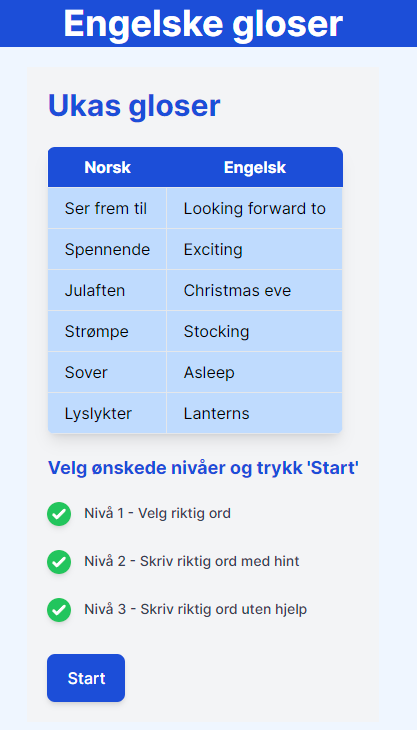 Engelske gloser
Ukas gloser
Norsk Engelsk
Ser frem til Looking forward to
Spennende Exciting
Julaften Christmas eve
Strømpe Stocking
Sover Asleep
Lyslykter Lanterns
Velg ønskede nivåer og trykk 'Start'
Nivå 1 - Velg riktig ord
Nivå 2 - Skriv riktig ord med hint
Nivå 3 - Skriv riktig ord uten hjelp
Start